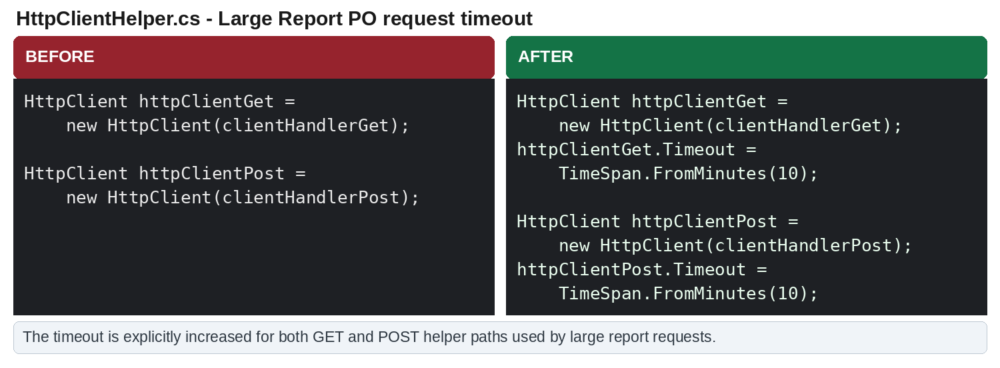 HttpClientHelper.cs - Large Report PO request timeout
BEFORE
HttpClient httpClientGet =
    new HttpClient(clientHandlerGet);

HttpClient httpClientPost =
    new HttpClient(clientHandlerPost);
AFTER
HttpClient httpClientGet =
    new HttpClient(clientHandlerGet);
httpClientGet.Timeout =
    TimeSpan.FromMinutes(10);

HttpClient httpClientPost =
    new HttpClient(clientHandlerPost);
httpClientPost.Timeout =
    TimeSpan.FromMinutes(10);
The timeout is explicitly increased for both GET and POST helper paths used by large report requests.